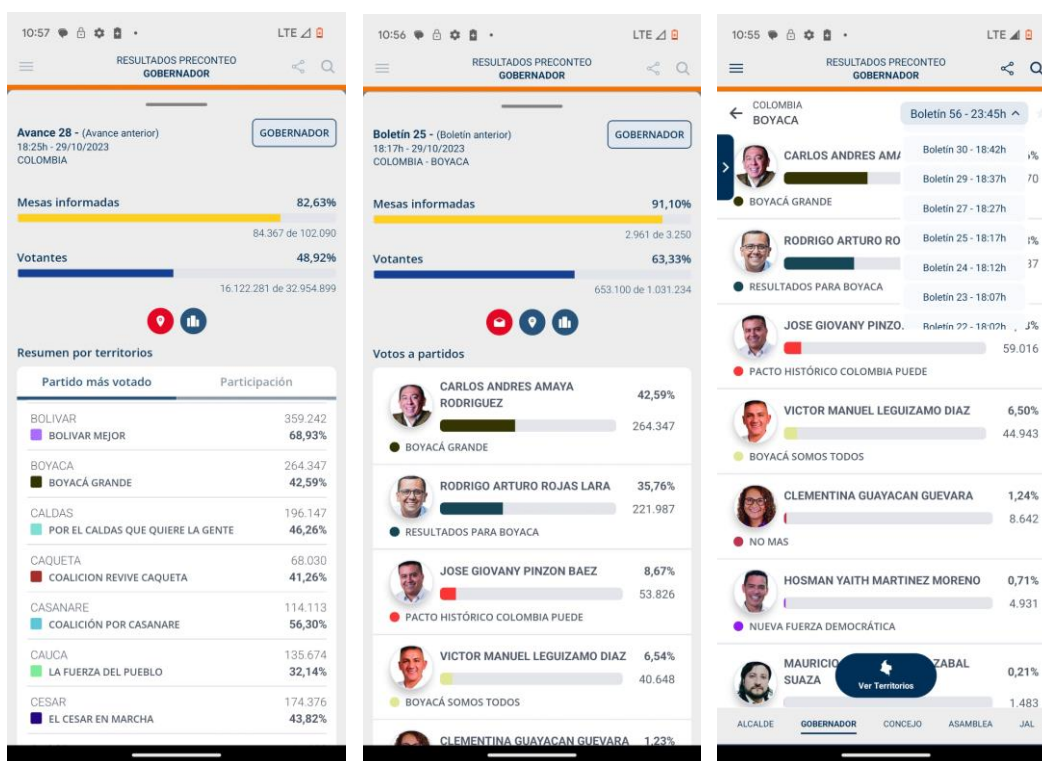 10:57
LTE
RESULTADOS PRECONTEO
GOBERNADOR
Avance 28 - (Avance anterior)
18:25h - 29/10/2023
COLOMBIA
GOBERNADOR
Mesas informadas 82,63%
84.367 de 102.090
Votantes 48,92%
16.122.281 de 32.954.899
Resumen por territorios
Partido más votado Participación
BOLIVAR 359.242
BOLIVAR MEJOR 68,93%
BOYACA 264.347
BOYACÁ GRANDE 42,59%
CALDAS 196.147
POR EL CALDAS QUE QUIERE LA GENTE 46,26%
CAQUETA 68.030
COALICION REVIVE CAQUETA 41,26%
CASANARE 114.113
COALICIÓN POR CASANARE 56,30%
CAUCA 135.674
LA FUERZA DEL PUEBLO 32,14%
CESAR 174.376
EL CESAR EN MARCHA 43,82%
10:56
LTE
RESULTADOS PRECONTEO
GOBERNADOR
Boletín 25 - (Boletín anterior)
18:17h - 29/10/2023
COLOMBIA - BOYACA
GOBERNADOR
Mesas informadas 91,10%
2.961 de 3.250
Votantes 63,33%
653.100 de 1.031.234
Votos a partidos
CARLOS ANDRES AMAYA
RODRIGUEZ 42,59%
264.347
BOYACÁ GRANDE
RODRIGO ARTURO ROJAS LARA 35,76%
221.987
RESULTADOS PARA BOYACA
JOSE GIOVANY PINZON BAEZ 8,67%
53.826
PACTO HISTÓRICO COLOMBIA PUEDE
VICTOR MANUEL LEGUIZAMO DIAZ 6,54%
40.648
BOYACÁ SOMOS TODOS
CLEMENTINA GUAYACAN GUEVARA 1,23%
10:55
LTE
RESULTADOS PRECONTEO
GOBERNADOR
COLOMBIA
BOYACA
Boletín 56 - 23:45h
Boletín 30 - 18:42h
Boletín 29 - 18:37h
Boletín 27 - 18:27h
Boletín 25 - 18:17h
Boletín 24 - 18:12h
Boletín 23 - 18:07h
Boletín 22 - 18:02h
CARLOS ANDRES
BOYACÁ GRANDE
RODRIGO ARTURO
RESULTADOS PARA BOYACA
JOSE GIOVANY PINZO
59.016
PACTO HISTÓRICO COLOMBIA PUEDE
VICTOR MANUEL LEGUIZAMO DIAZ 6,50%
44.943
BOYACÁ SOMOS TODOS
CLEMENTINA GUAYACAN GUEVARA 1,24%
8.642
NO MAS
HOSMAN YAITH MARTINEZ MORENO 0,71%
4.931
NUEVA FUERZA DEMOCRÁTICA
MAURICIO ZABAL
SUAZA 0,21%
1.483
Ver Territorios
ALCALDE GOBERNADOR CONCEJO ASAMBLEA JAL